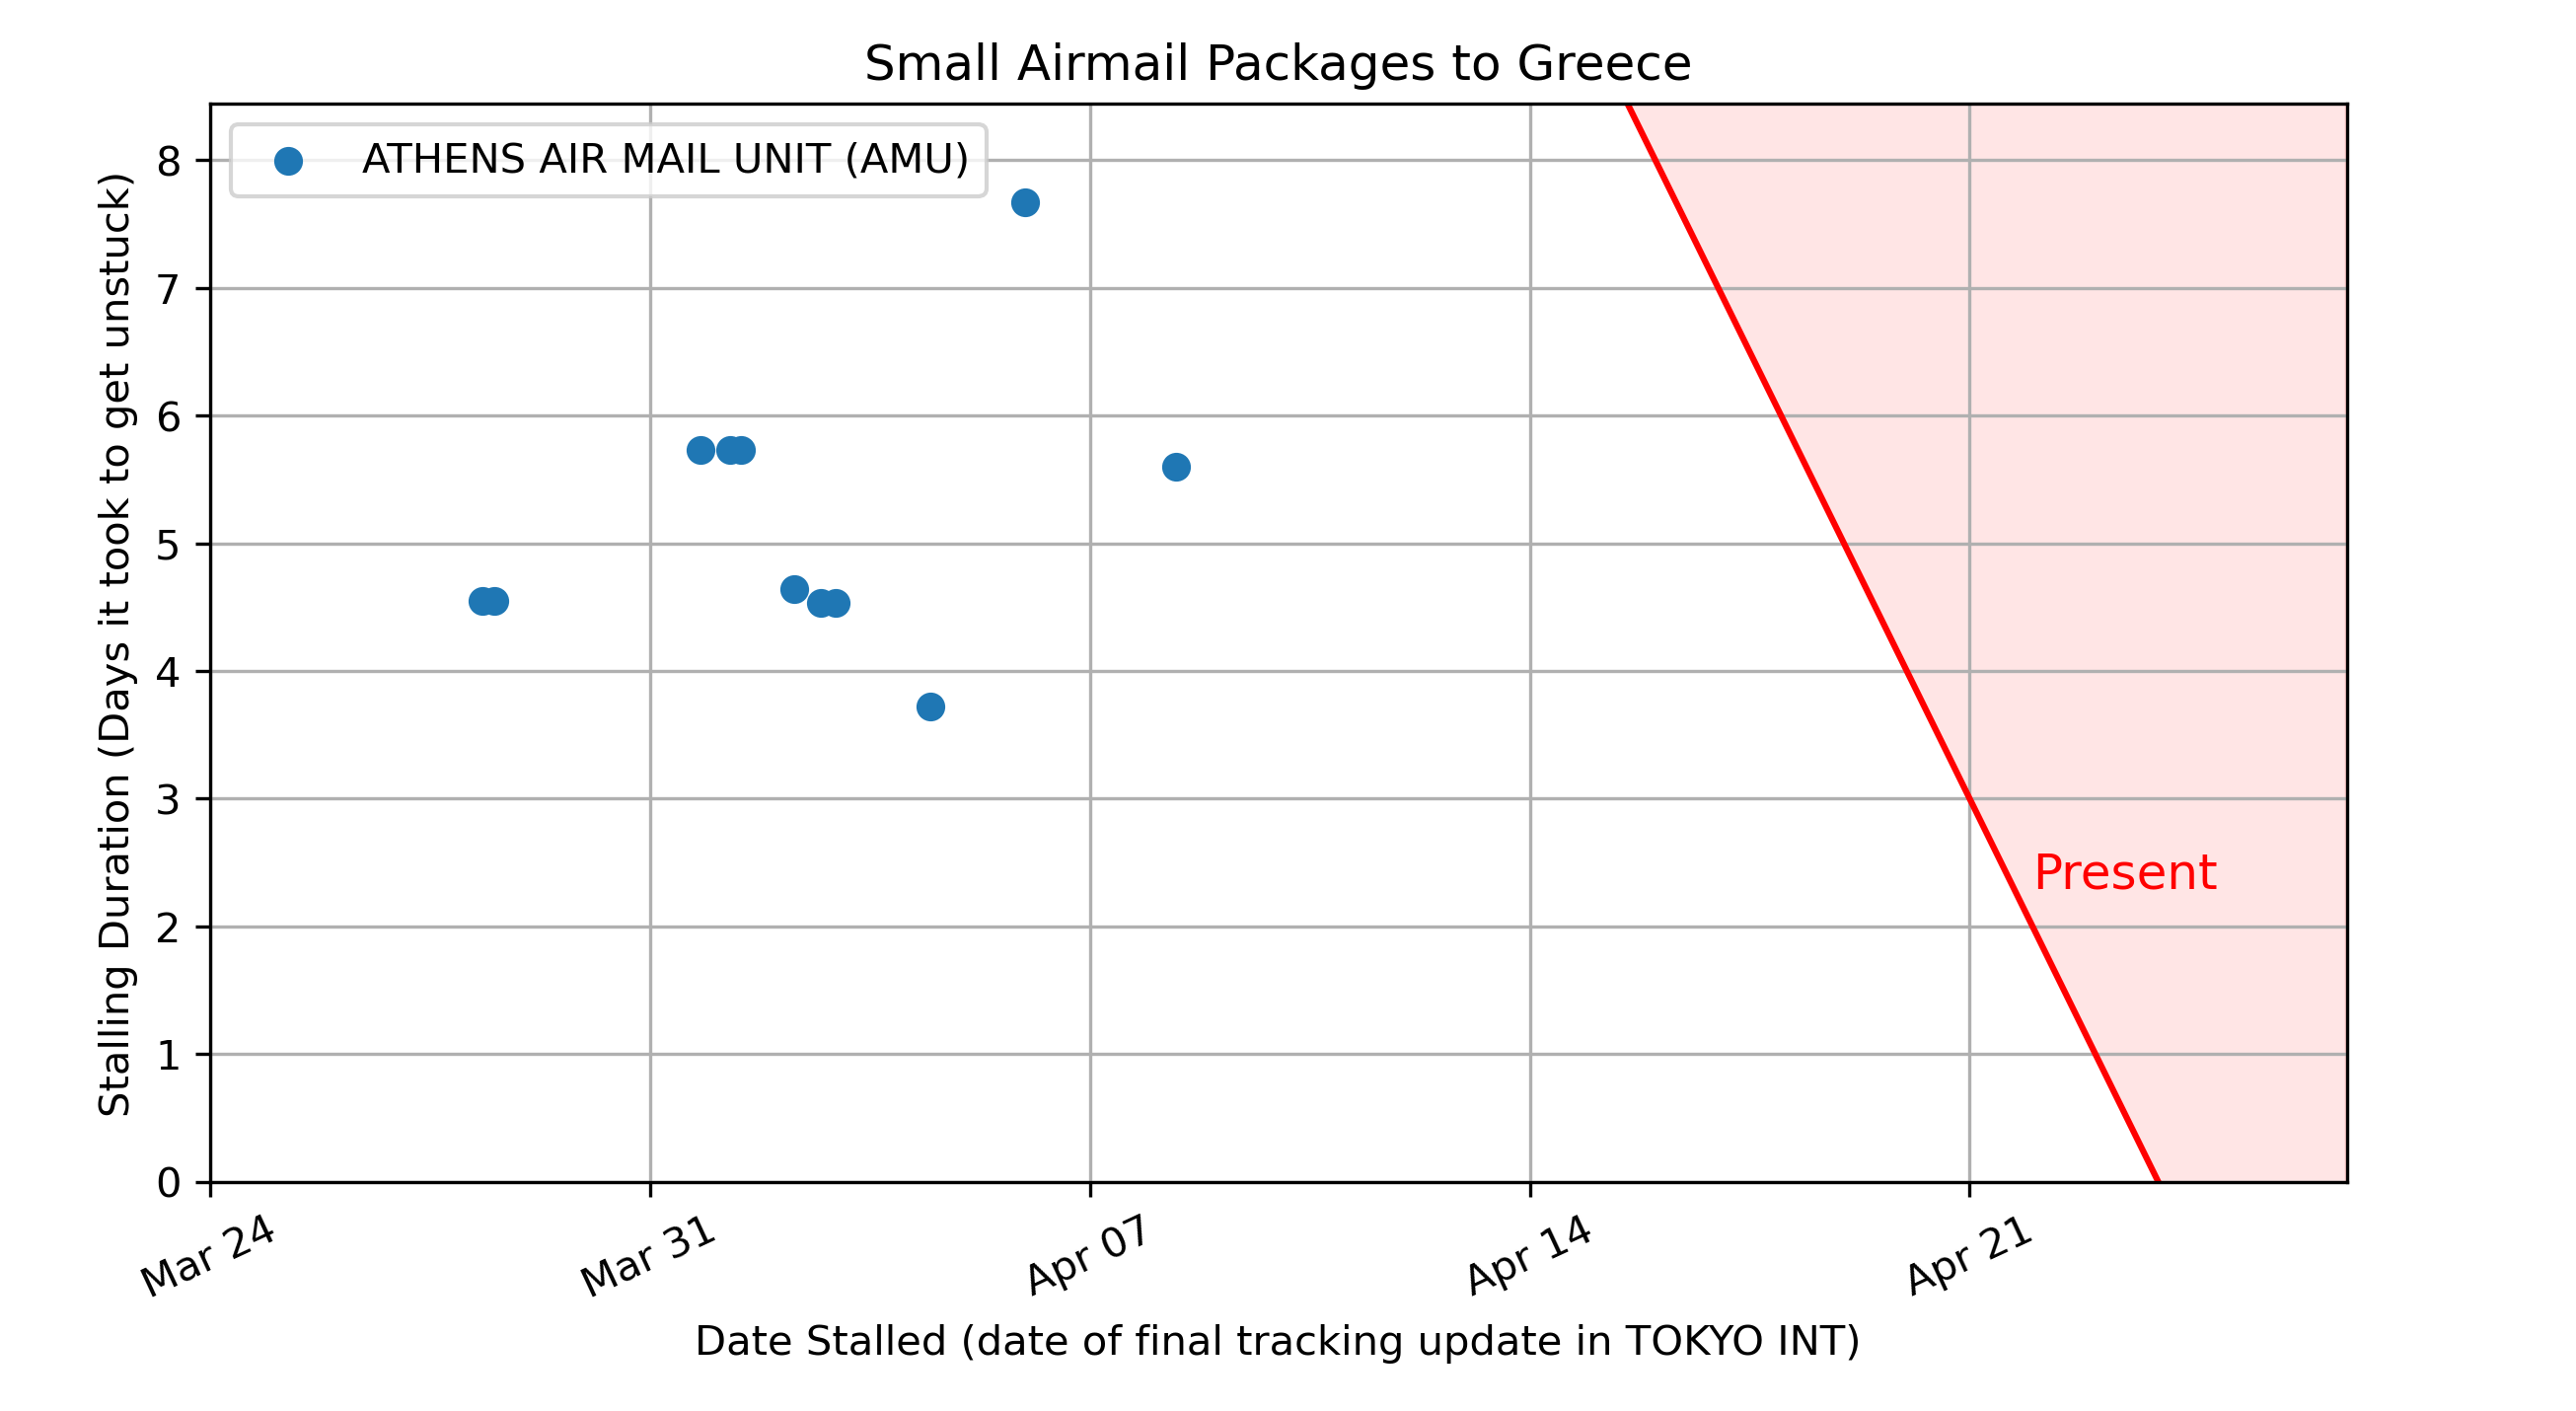 Small Airmail Packages to Greece
ATHENS AIR MAIL UNIT (AMU)
Stalling Duration (Days it took to get unstuck)
8
7
6
5
4
3
2
1
0
Present
Mar 24
Mar 31
Apr 07
Apr 14
Apr 21
Date Stalled (date of final tracking update in TOKYO INT)